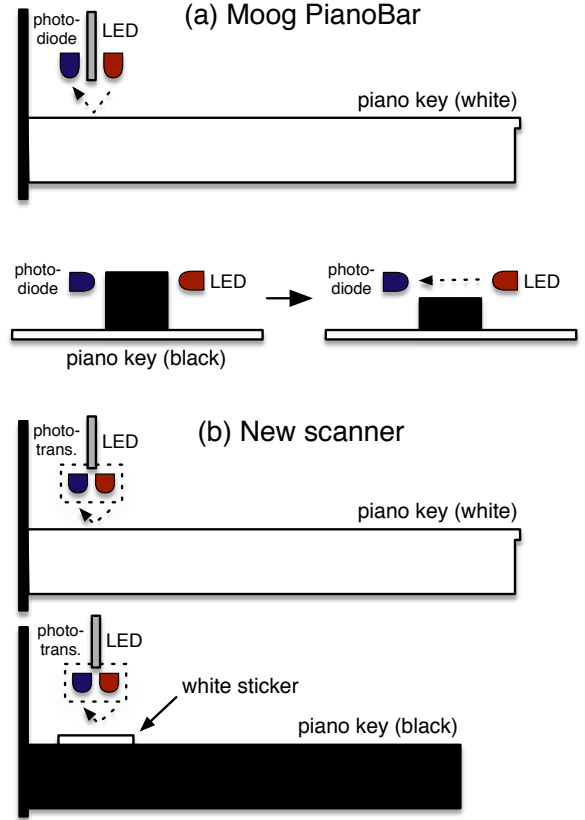 (a) Moog PianoBar
photo-
diode
LED
piano key (white)
photo-
diode
LED
piano key (black)
photo-
diode
LED
(b) New scanner
photo-
trans.
LED
piano key (white)
photo-
trans.
LED
white sticker
piano key (black)